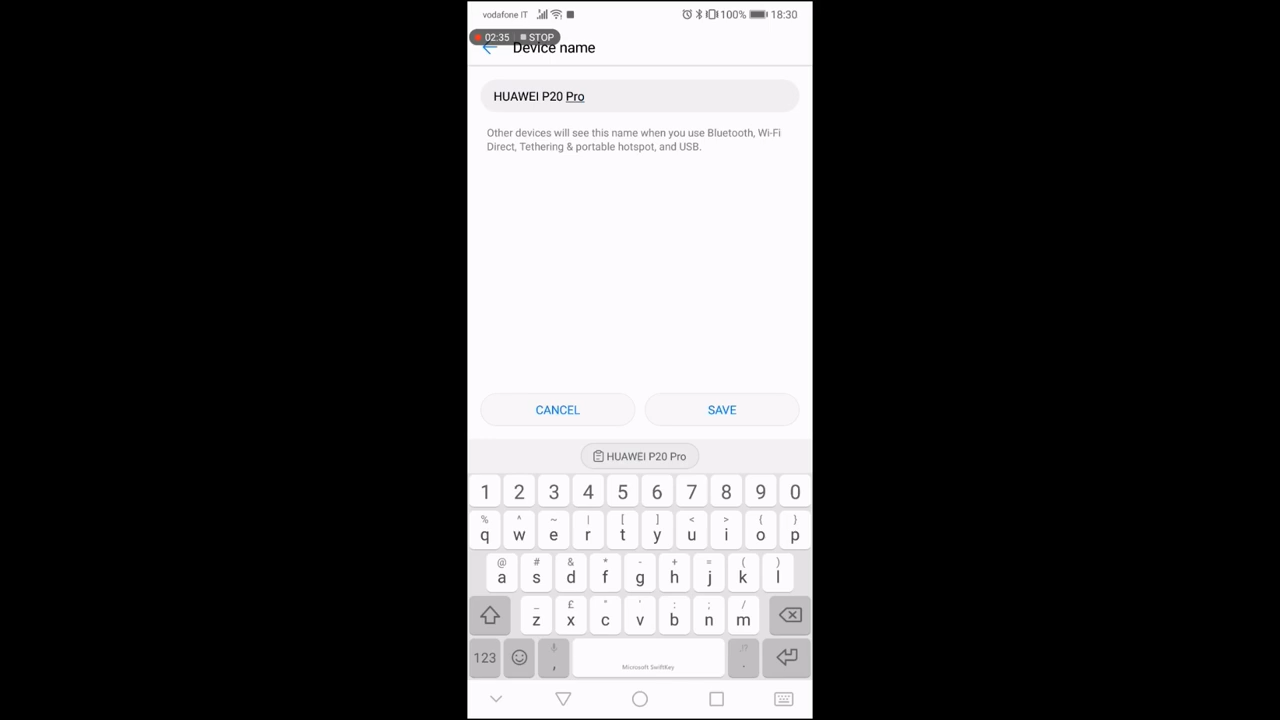 vodafone IT 100% 18:30
02:35 STOP
Device name
HUAWEI P20 Pro
Other devices will see this name when you use Bluetooth, Wi-Fi
Direct, Tethering & portable hotspot, and USB.
CANCEL SAVE
HUAWEI P20 Pro
1 2 3 4 5 6 7 8 9 0
% ^ ~ | [ ] < > { }
q w e r t y u i o p
@ # & * - + = ( )
a s d f g h j k l
_ £ " ' : ; /
z x c v b n m
123 , !? .
Microsoft SwiftKey